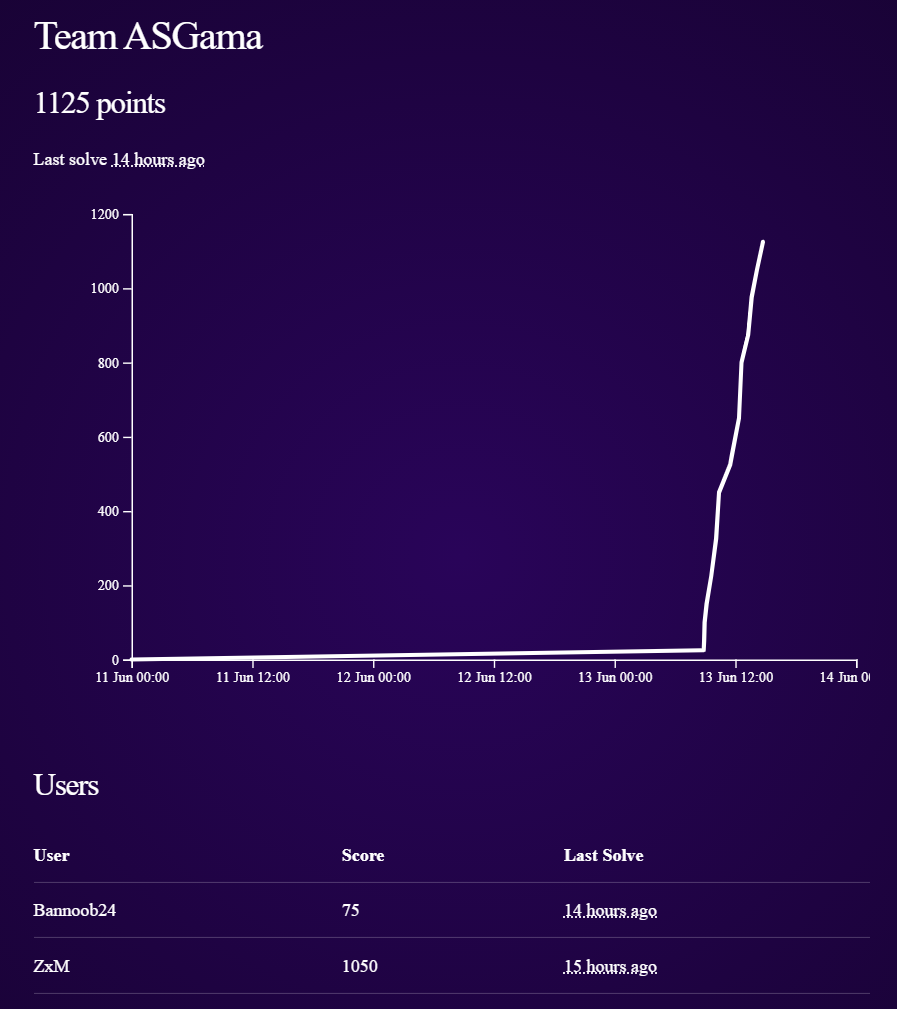 Team ASGama
1125 points
Last solve 14 hours ago
1200
1000
800
600
400
200
0
11 Jun 00:00 11 Jun 12:00 12 Jun 00:00 12 Jun 12:00 13 Jun 00:00 13 Jun 12:00 14 Jun 0
Users
User Score Last Solve
Bannoob24 75 14 hours ago
ZxM 1050 15 hours ago